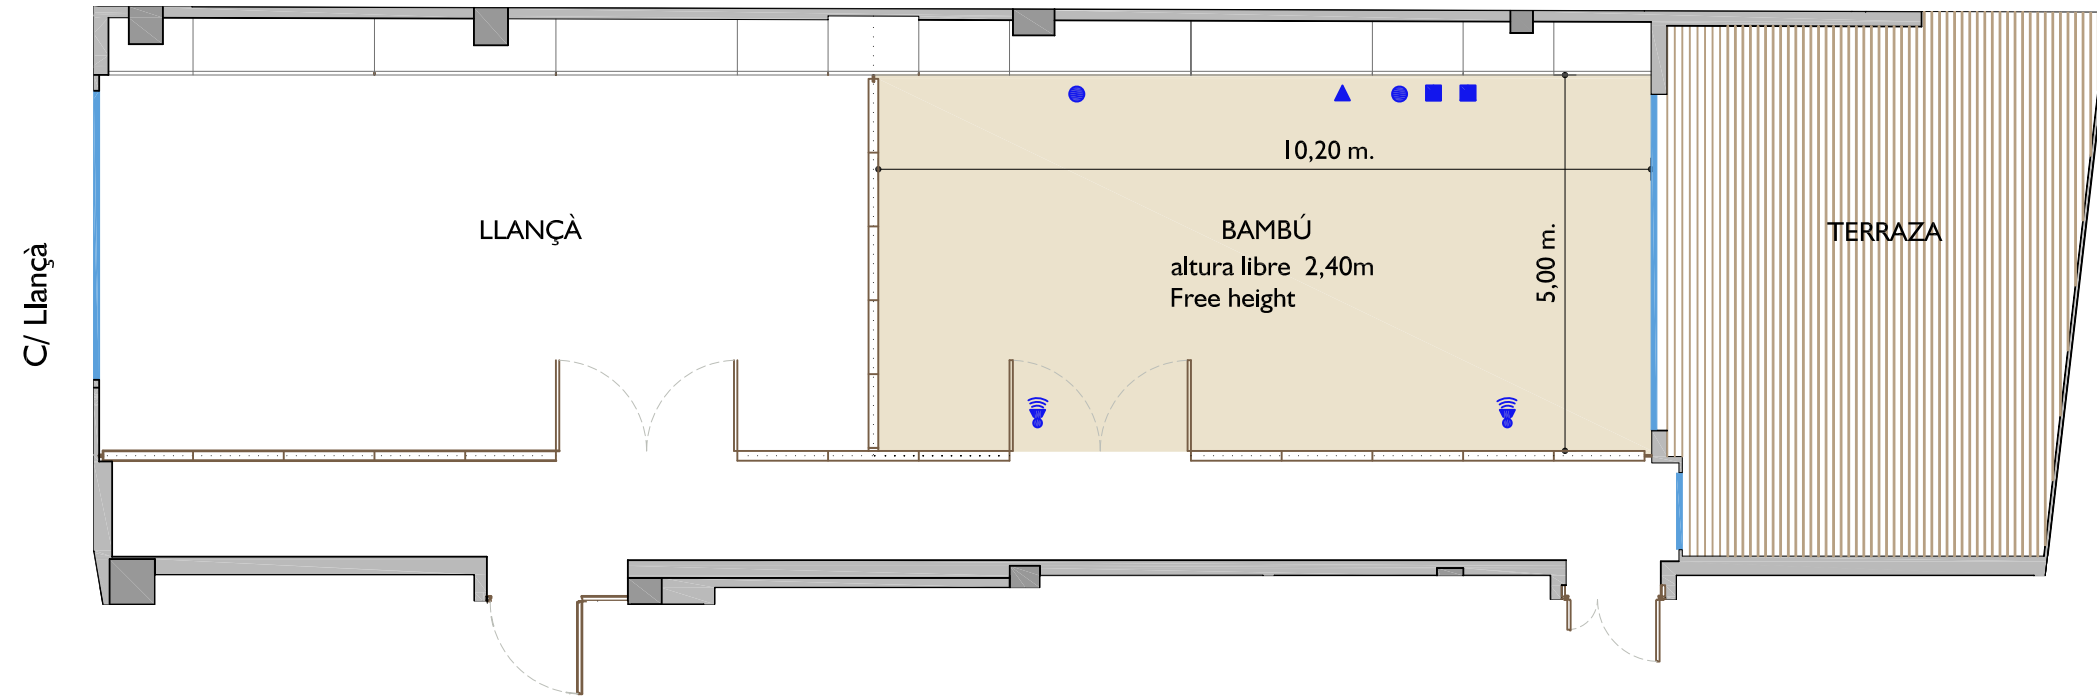 C/ Llançà
LLANÇÀ
10,20 m.
BAMBÚ
altura libre 2,40m
Free height
5,00 m.
TERRAZA